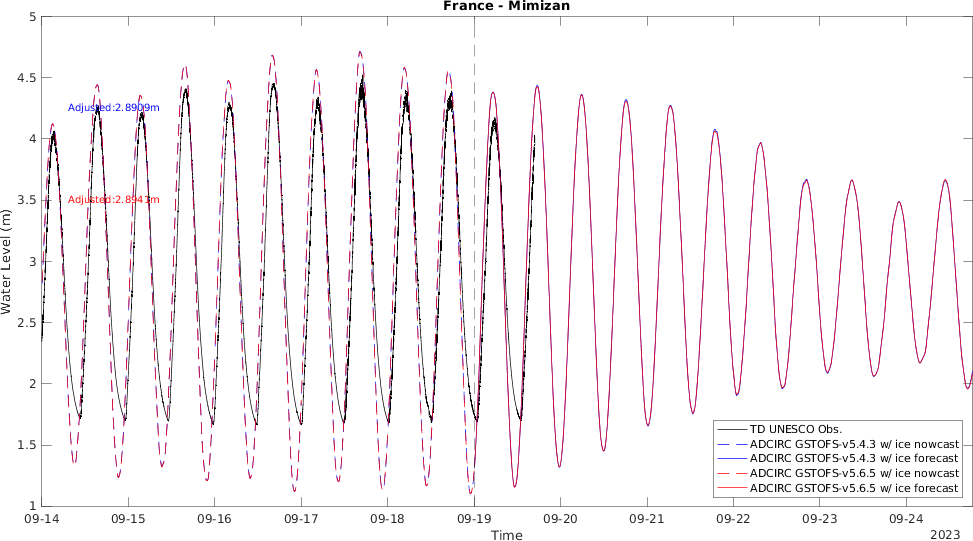 France - Mimizan
5
4.5
4
3.5
3
2.5
2
1.5
1
Water Level (m)
Adjusted:2.8909m
Adjusted:2.8941m
TD UNESCO Obs.
ADCIRC GSTOFS-v5.4.3 w/ ice nowcast
ADCIRC GSTOFS-v5.4.3 w/ ice forecast
ADCIRC GSTOFS-v5.6.5 w/ ice nowcast
ADCIRC GSTOFS-v5.6.5 w/ ice forecast
09-14 09-15 09-16 09-17 09-18 09-19 09-20 09-21 09-22 09-23 09-24
Time
2023